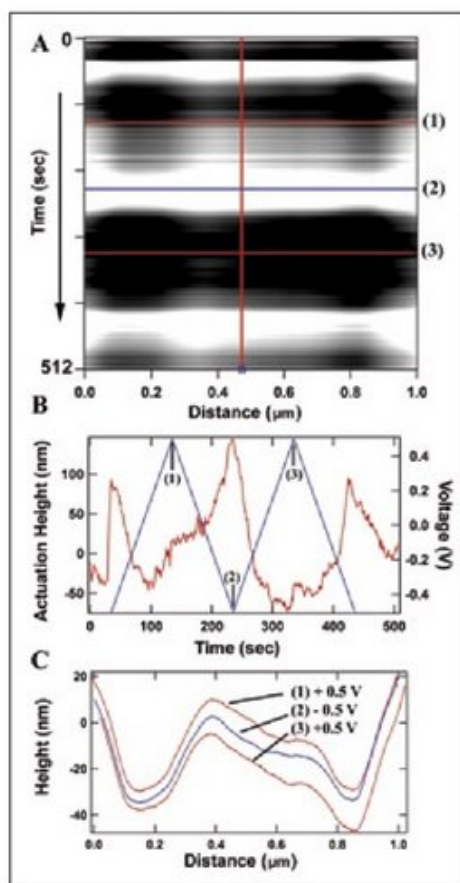 A
0
(1)
Time (sec)
(2)
(3)
512
0.0 0.2 0.4 0.6 0.8 1.0
Distance (µm)
B
Actuation Height (nm)
100
50
0
-50
(1)
(2)
(3)
0.4
0.2
0.0
-0.2
-0.4
Voltage (V)
0 100 200 300 400 500
Time (sec)
C
Height (nm)
20
0
-20
-40
(1) + 0.5 V
(2) - 0.5 V
(3) +0.5 V
0.0 0.2 0.4 0.6 0.8 1.0
Distance (µm)